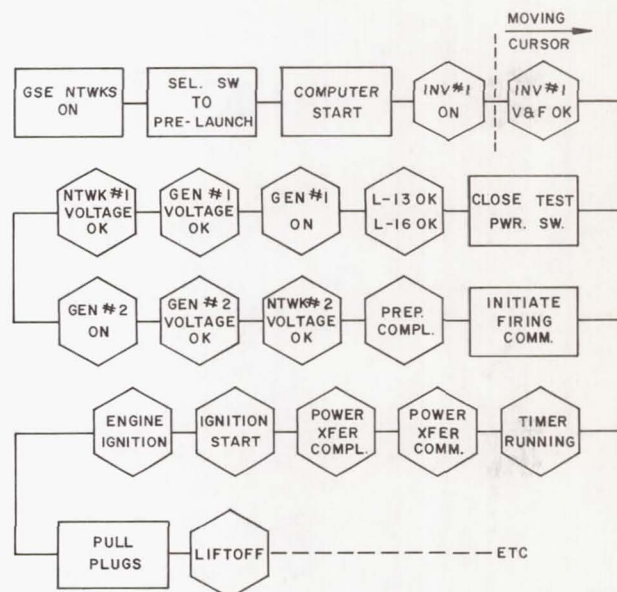 MOVING
CURSOR
GSE NTWKS
ON
SEL. SW
TO
PRE-LAUNCH
COMPUTER
START
INV #1
ON
INV #1
V&F OK
NTWK #1
VOLTAGE
OK
GEN #1
VOLTAGE
OK
GEN #1
ON
L-13 OK
L-16 OK
CLOSE TEST
PWR. SW.
GEN #2
ON
GEN #2
VOLTAGE
OK
NTWK #2
VOLTAGE
OK
PREP.
COMPL.
INITIATE
FIRING
COMM.
ENGINE
IGNITION
IGNITION
START
POWER
XFER
COMPL.
POWER
XFER
COMM.
TIMER
RUNNING
PULL
PLUGS
LIFTOFF
ETC